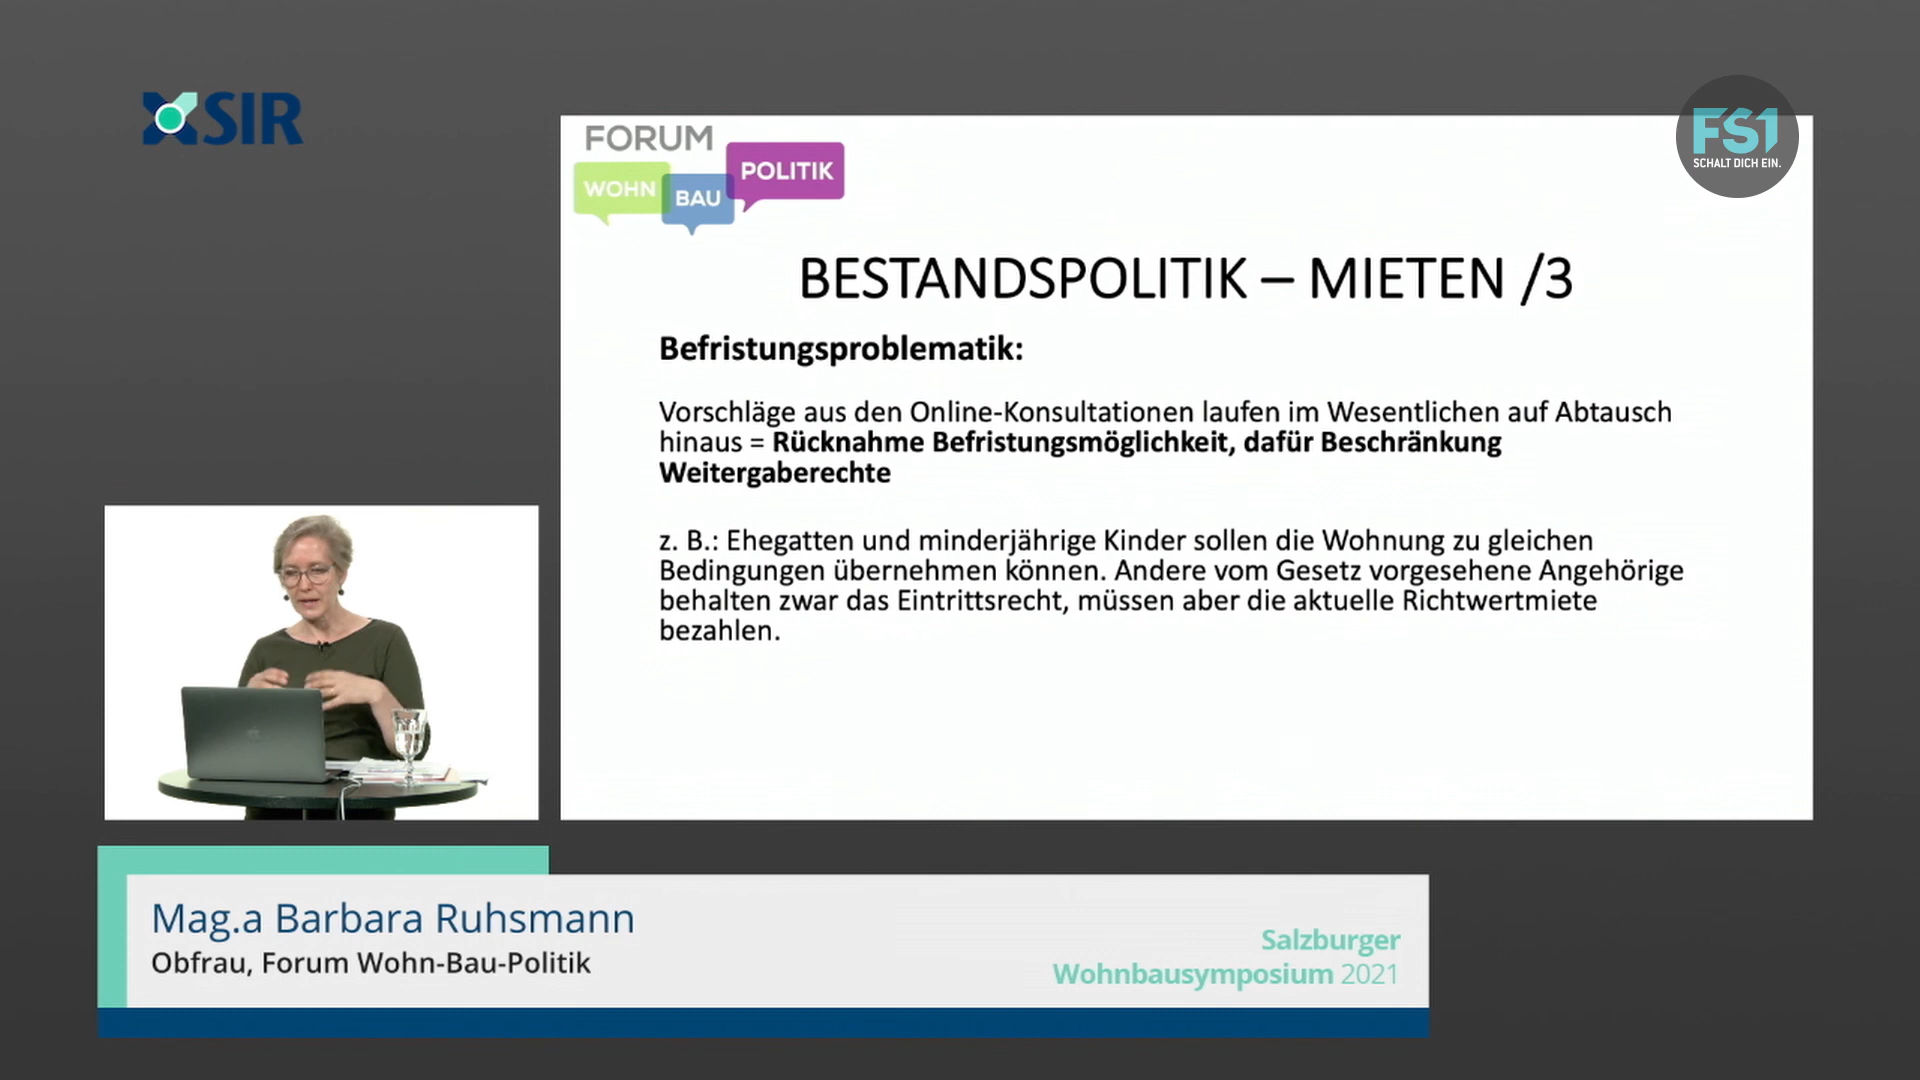 SIR
FS1
SCHALT DICH EIN.
FORUM
WOHN
BAU
POLITIK
BESTANDSPOLITIK – MIETEN /3
Befristungsproblematik:
Vorschläge aus den Online-Konsultationen laufen im Wesentlichen auf Abtausch
hinaus = Rücknahme Befristungsmöglichkeit, dafür Beschränkung
Weitergaberechte
z. B.: Ehegatten und minderjährige Kinder sollen die Wohnung zu gleichen
Bedingungen übernehmen können. Andere vom Gesetz vorgesehene Angehörige
behalten zwar das Eintrittsrecht, müssen aber die aktuelle Richtwertmiete
bezahlen.
Mag.a Barbara Ruhsmann
Obfrau, Forum Wohn-Bau-Politik
Salzburger
Wohnbausymposium 2021